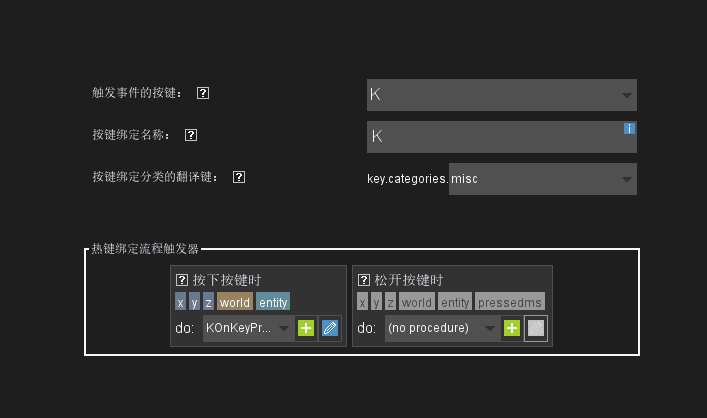 触发事件的按键： ? K
按键绑定名称： ? K i
按键绑定分类的翻译键： ? key.categories. misc
热键绑定流程触发器
? 按下按键时
x y z world entity
do: KOnKeyPr...
? 松开按键时
x y z world entity pressedms
do: (no procedure)